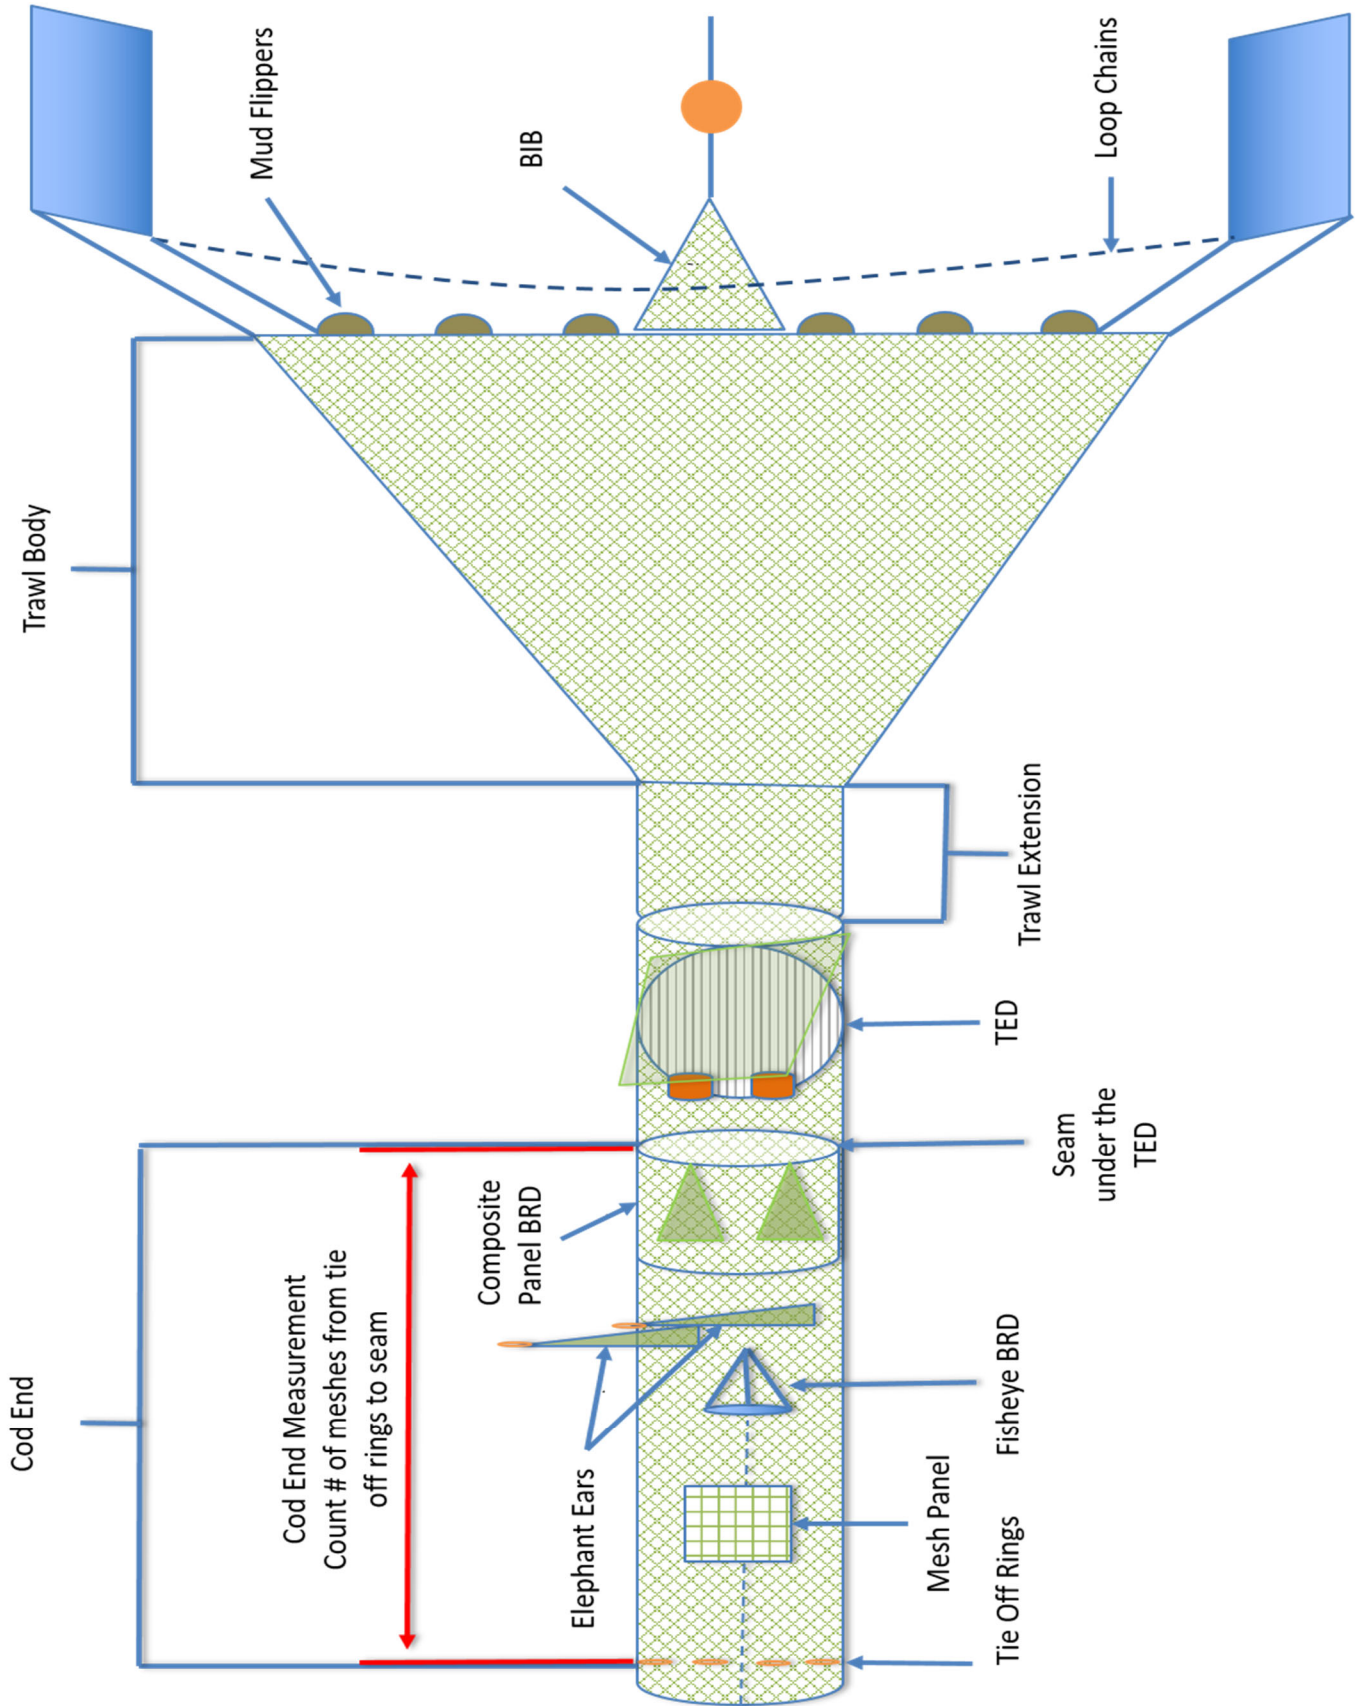 Cod End
Trawl Body
Cod End Measurement
Count # of meshes from tie
off rings to seam
Mud Flippers
Elephant Ears
Composite
Panel BRD
BIB
Mesh Panel
Tie Off Rings
Fisheye BRD
Seam
under the
TED
TED
Trawl Extension
Loop Chains